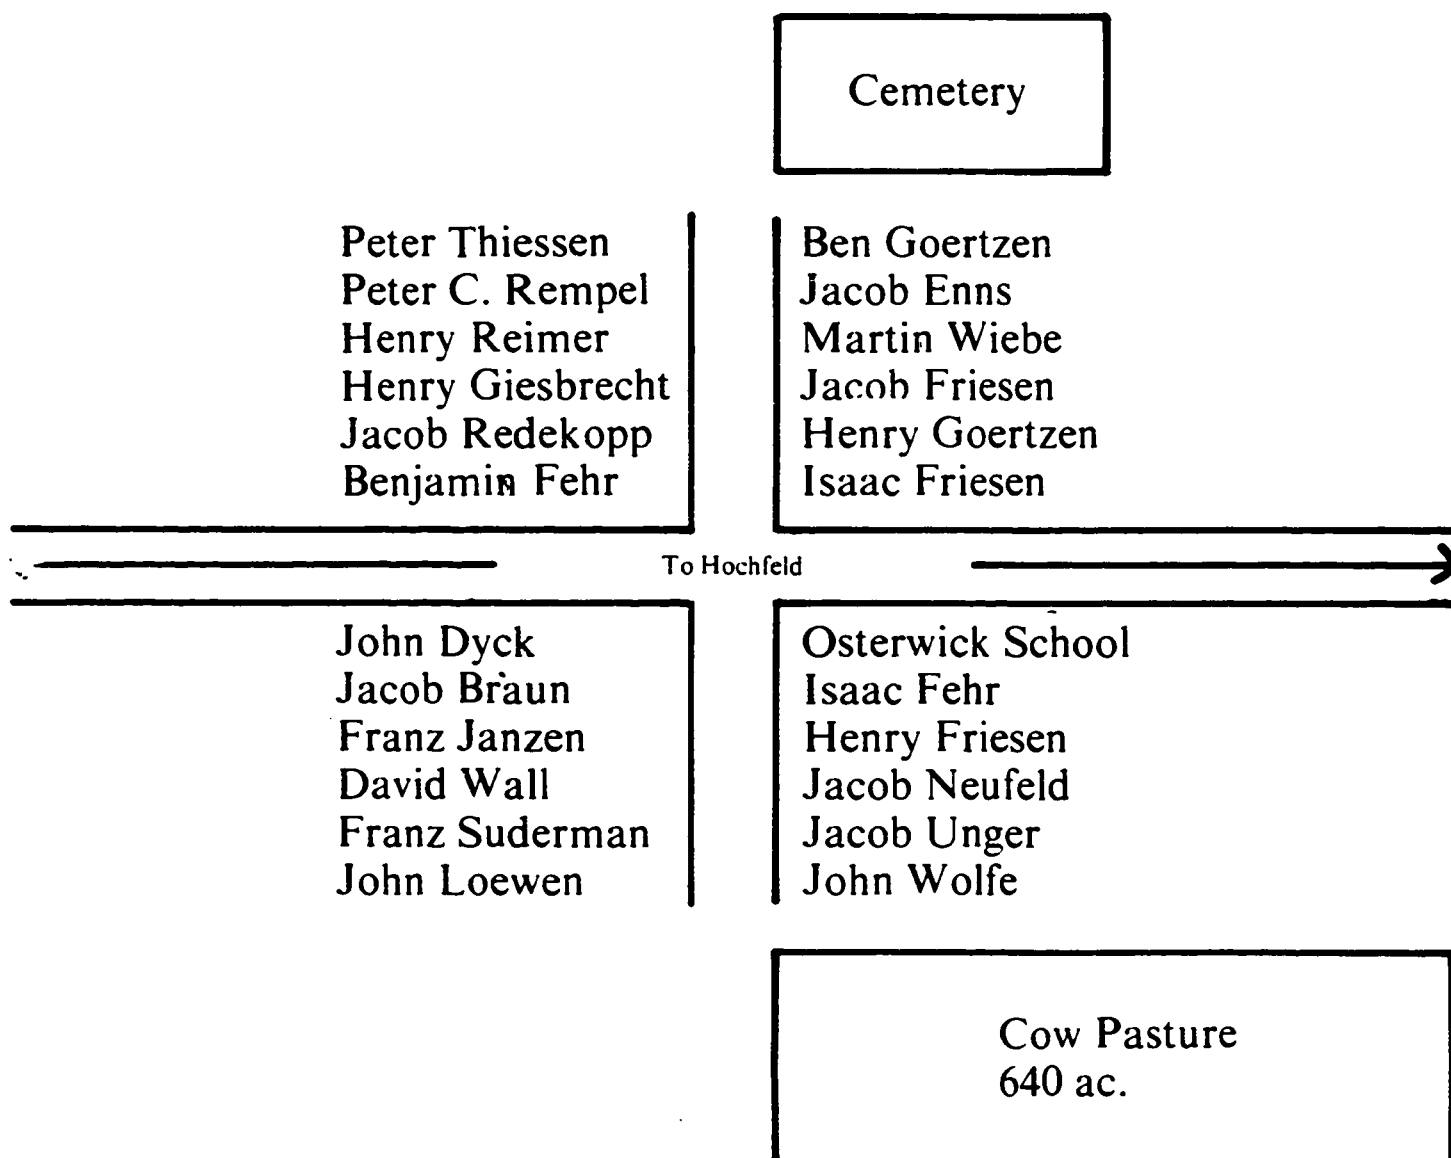 Cemetery
Peter Thiessen
Peter C. Rempel
Henry Reimer
Henry Giesbrecht
Jacob Redekopp
Benjamin Fehr
Ben Goertzen
Jacob Enns
Martin Wiebe
Jacob Friesen
Henry Goertzen
Isaac Friesen
To Hochfeld
John Dyck
Jacob Braun
Franz Janzen
David Wall
Franz Suderman
John Loewen
Osterwick School
Isaac Fehr
Henry Friesen
Jacob Neufeld
Jacob Unger
John Wolfe
Cow Pasture
640 ac.